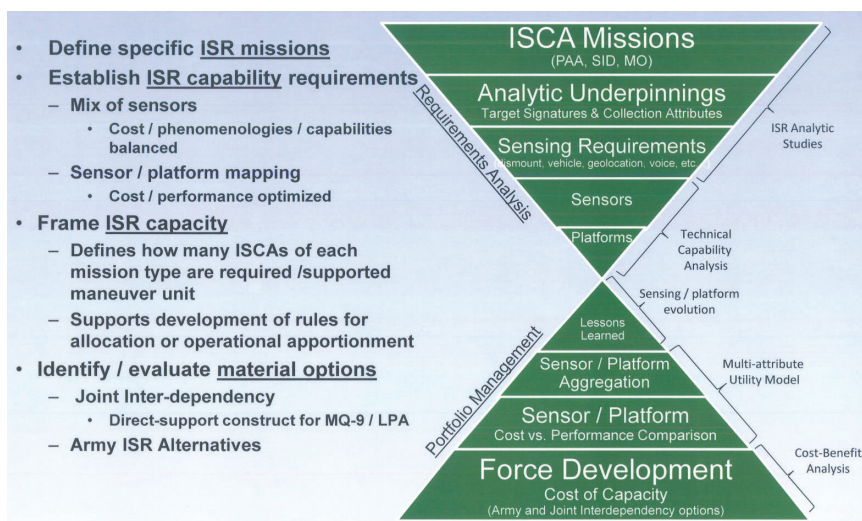 • Define specific ISR missions
• Establish ISR capability requirements
– Mix of sensors
• Cost / phenomenologies / capabilities
balanced
– Sensor / platform mapping
• Cost / performance optimized
• Frame ISR capacity
– Defines how many ISCAs of each
mission type are required /supported
maneuver unit
– Supports development of rules for
allocation or operational apportionment
• Identify / evaluate material options
– Joint Inter-dependency
• Direct-support construct for MQ-9 / LPA
– Army ISR Alternatives
Requirements Analysis
ISCA Missions
(PAA, SID, MO)
Analytic Underpinnings
Target Signatures & Collection Attributes
Sensing Requirements
(dismount, vehicle, geolocation, voice, etc...)
Sensors
Platforms
Portfolio Management
Lessons
Learned
Sensor / Platform
Aggregation
Sensor / Platform
Cost vs. Performance Comparison
Force Development
Cost of Capacity
(Army and Joint Interdependency options)
ISR Analytic
Studies
Technical
Capability
Analysis
Sensing / platform
evolution
Multi-attribute
Utility Model
Cost-Benefit
Analysis